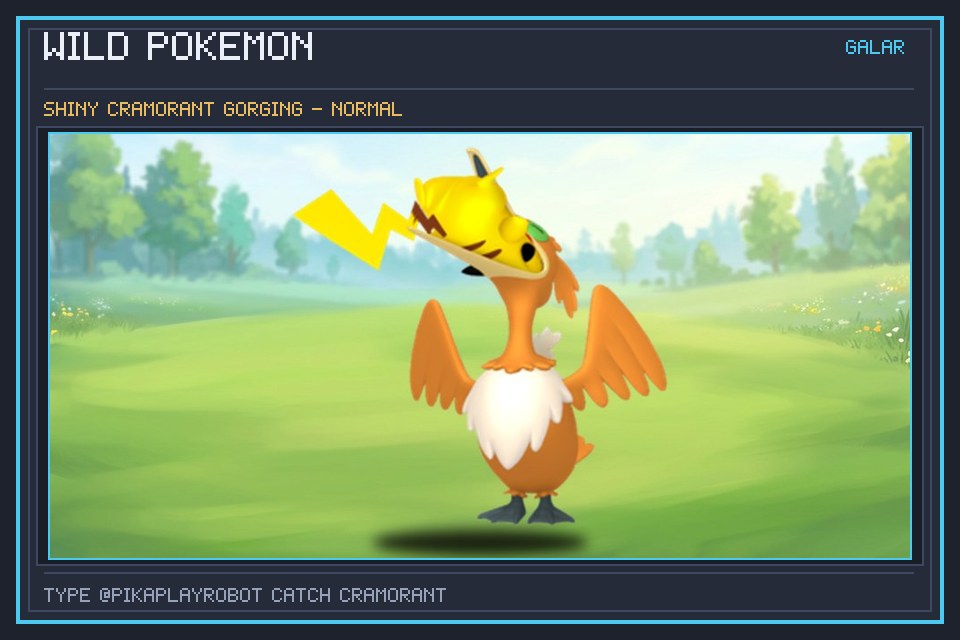 WILD POKEMON
GALAR
SHINY CRAMORANT GORGING - NORMAL
TYPE @PIKAPLAYROBOT CATCH CRAMORANT